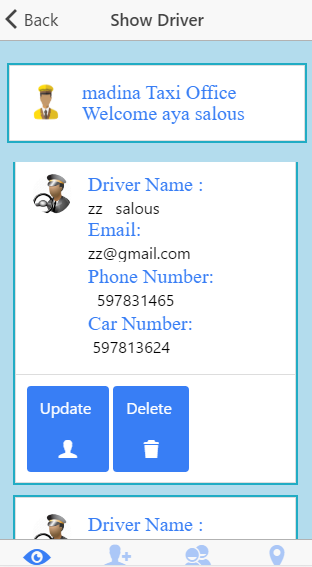 Back
Show Driver
madina Taxi Office
Welcome aya salous
Driver Name :
zz salous
Email:
zz@gmail.com
Phone Number:
597831465
Car Number:
597813624
Update
Delete
Driver Name :